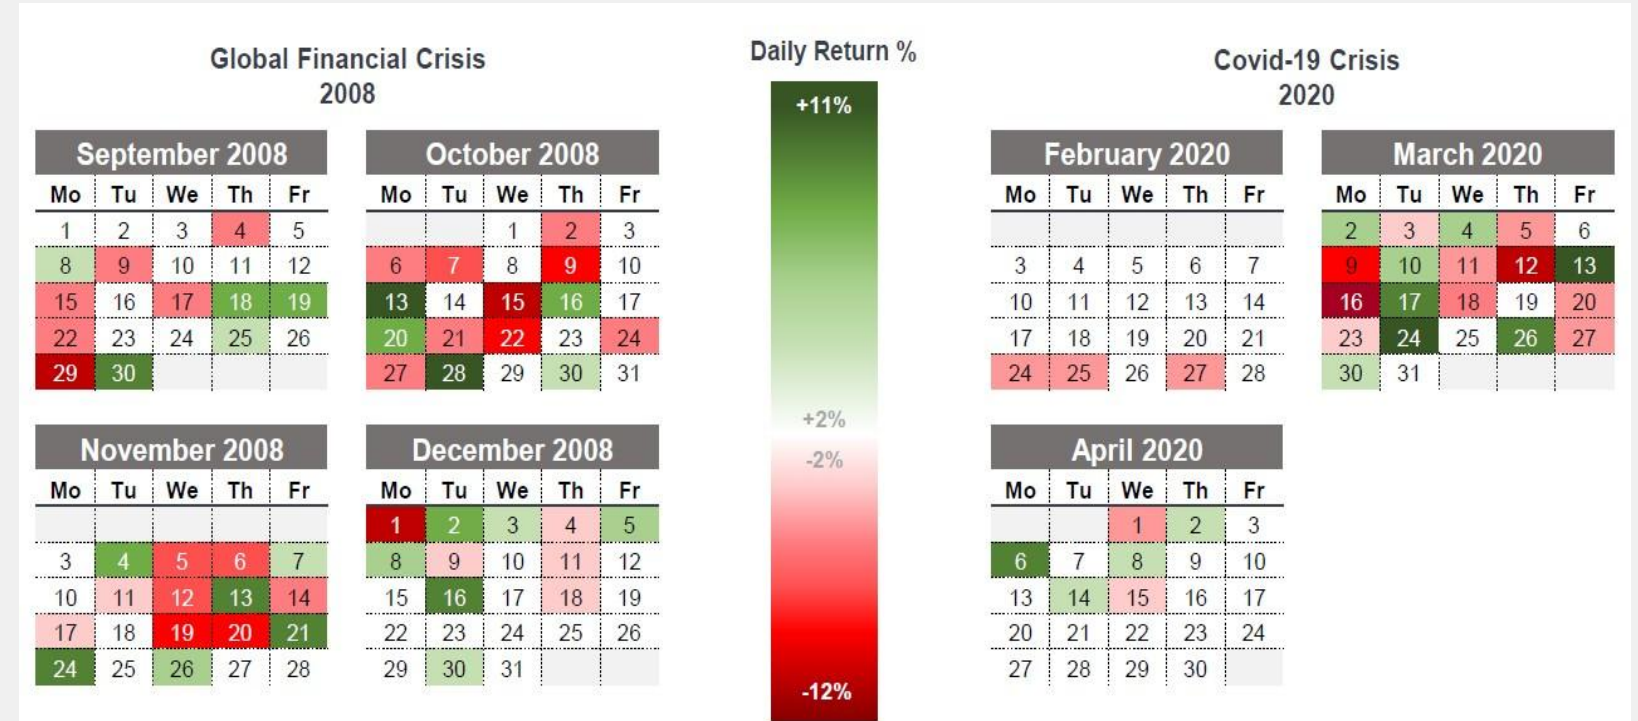 Global Financial Crisis
2008
Daily Return %
Covid-19 Crisis
2020
September 2008
Mo Tu We Th Fr
1 2 3 4 5
8 9 10 11 12
15 16 17 18 19
22 23 24 25 26
29 30
October 2008
Mo Tu We Th Fr
1 2 3
6 7 8 9 10
13 14 15 16 17
20 21 22 23 24
27 28 29 30 31
November 2008
Mo Tu We Th Fr
3 4 5 6 7
10 11 12 13 14
17 18 19 20 21
24 25 26 27 28
December 2008
Mo Tu We Th Fr
1 2 3 4 5
8 9 10 11 12
15 16 17 18 19
22 23 24 25 26
29 30 31
+11%
+2%
-2%
-12%
February 2020
Mo Tu We Th Fr
3 4 5 6 7
10 11 12 13 14
17 18 19 20 21
24 25 26 27 28
March 2020
Mo Tu We Th Fr
2 3 4 5 6
9 10 11 12 13
16 17 18 19 20
23 24 25 26 27
30 31
April 2020
Mo Tu We Th Fr
1 2 3
6 7 8 9 10
13 14 15 16 17
20 21 22 23 24
27 28 29 30